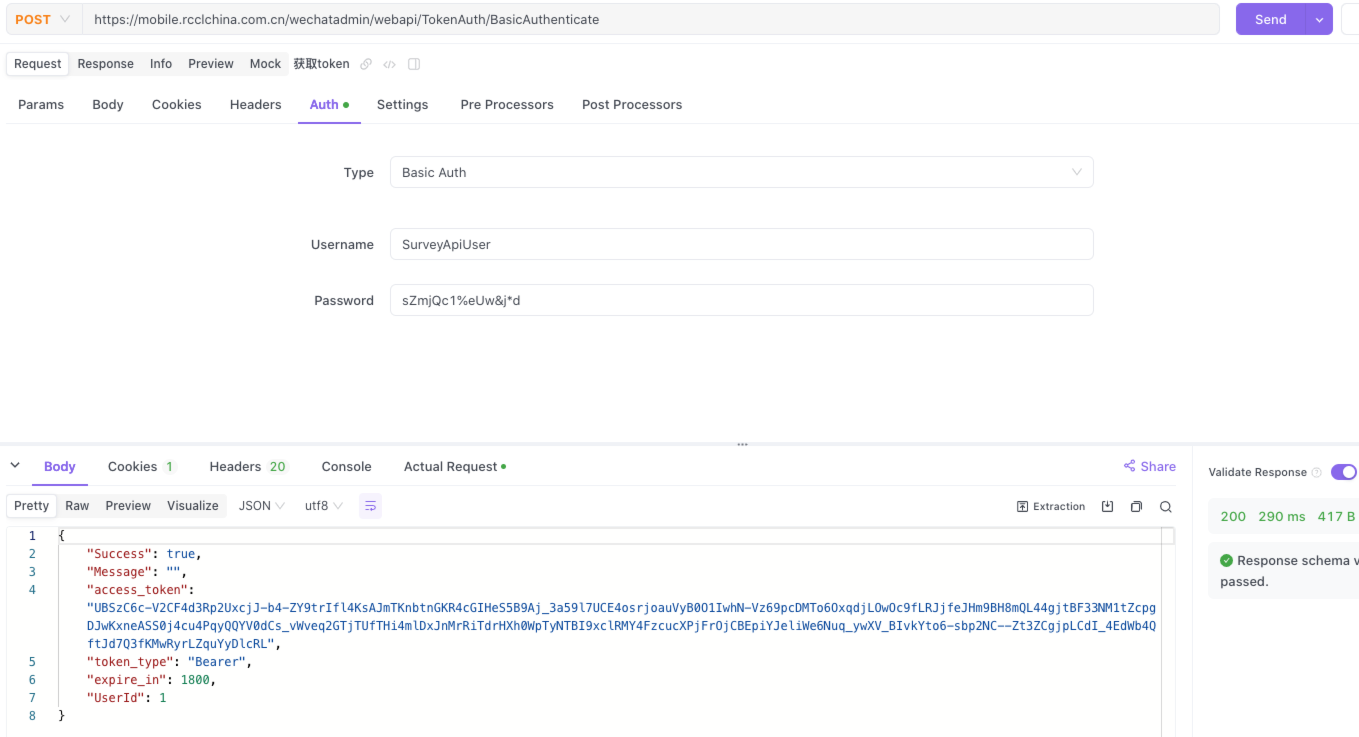 POST https://mobile.rcclchina.com.cn/wechatadmin/webapi/TokenAuth/BasicAuthenticate Send
Request Response Info Preview Mock 获取token
Params Body Cookies Headers Auth Settings Pre Processors Post Processors
Type Basic Auth
Username SurveyApiUser
Password sZmjQc1%eUw&j*d
Body Cookies 1 Headers 20 Console Actual Request Share
Validate Response
Pretty Raw Preview Visualize JSON utf8 Extraction
200 290 ms 417 B
Response schema v
passed.
1 {
2 "Success": true,
3 "Message": "",
4 "access_token":
"UBSzC6c-V2CF4d3Rp2UxcjJ-b4-ZY9trIfl4KsAJmTKnbtnGKR4cGIHeS5B9Aj_3a59l7UCE4osrjoauVyB0O1IwhN-Vz69pcDMTo6OxqdjLOwOc9fLRJjfeJHm9BH8mQL44gjtBF33NM1tZcpg
DJwKxneASS0j4cu4PqyQQYV0dCs_vWveq2GTjTUfTHi4mlDxJnMrRiTdrHXh0WpTyNTBI9xclRMY4FzcucXPjFrOjCBEpiYJeliWe6Nuq_ywXV_BIvkYto6-sbp2NC--Zt3ZCgjpLCdI_4EdWb4Q
ftJd7Q3fKMwRyrLZquYyDlcRL",
5 "token_type": "Bearer",
6 "expire_in": 1800,
7 "UserId": 1
8 }